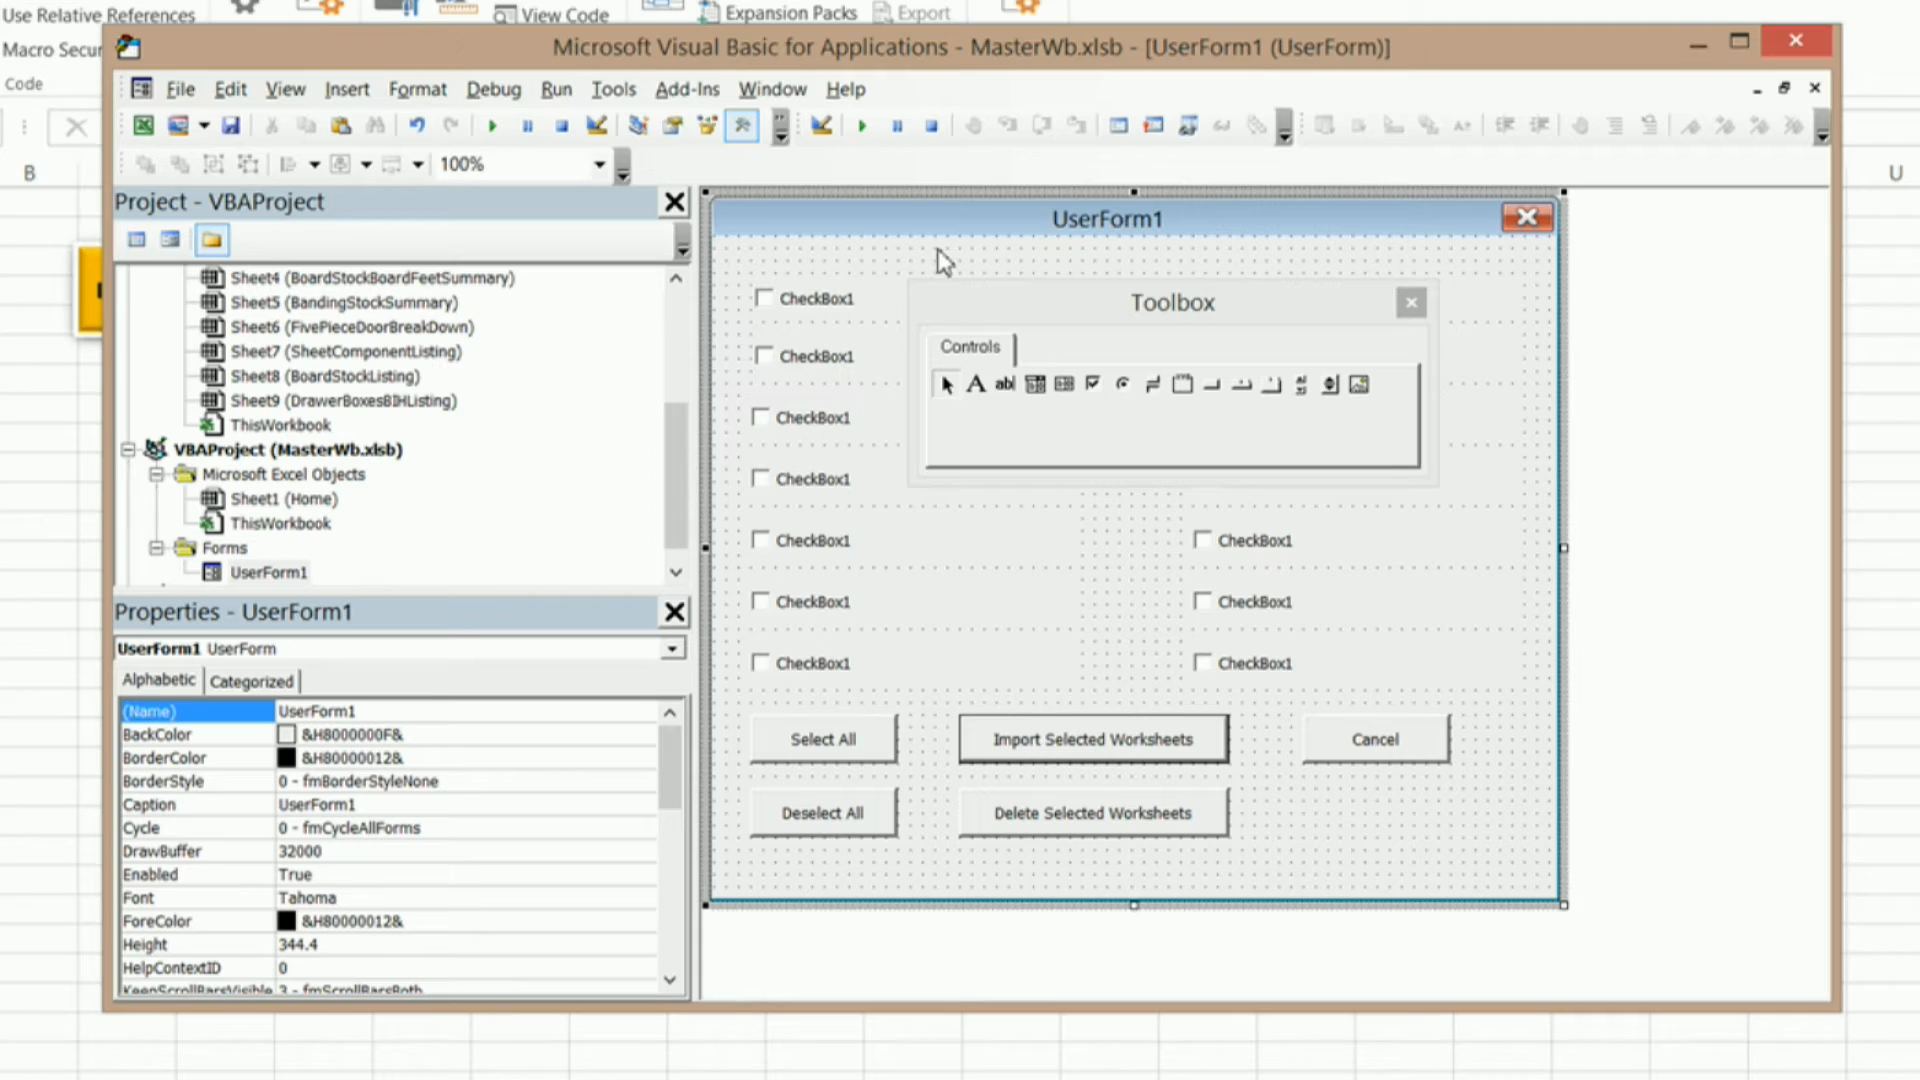 Use Relative References
View Code
Expansion Packs
Export
Macro Secur
Code
Microsoft Visual Basic for Applications - MasterWb.xlsb - [UserForm1 (UserForm)]
File Edit View Insert Format Debug Run Tools Add-Ins Window Help
100%
B
U
Project - VBAProject
Sheet4 (BoardStockBoardFeetSummary)
Sheet5 (BandingStockSummary)
Sheet6 (FivePieceDoorBreakDown)
Sheet7 (SheetComponentListing)
Sheet8 (BoardStockListing)
Sheet9 (DrawerBoxesBIHListing)
ThisWorkbook
VBAProject (MasterWb.xlsb)
Microsoft Excel Objects
Sheet1 (Home)
ThisWorkbook
Forms
UserForm1
Properties - UserForm1
UserForm1 UserForm
Alphabetic Categorized
(Name) UserForm1
BackColor &H8000000F&
BorderColor &H80000012&
BorderStyle 0 - fmBorderStyleNone
Caption UserForm1
Cycle 0 - fmCycleAllForms
DrawBuffer 32000
Enabled True
Font Tahoma
ForeColor &H80000012&
Height 344.4
HelpContextID 0
KeepScrollBarsVisible 3 - fmScrollBarsBoth
UserForm1
CheckBox1
CheckBox1
CheckBox1
CheckBox1
Toolbox
Controls
A ab|
CheckBox1 CheckBox1
CheckBox1 CheckBox1
CheckBox1 CheckBox1
Select All Import Selected Worksheets Cancel
Deselect All Delete Selected Worksheets